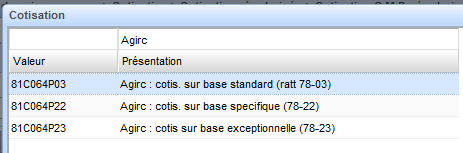 Cotisation
Agirc
Valeur Présentation
81C064P03 Agirc : cotis. sur base standard (ratt 78-03)
81C064P22 Agirc : cotis sur base specifique (78-22)
81C064P23 Agirc : cotis sur base exceptionnelle (78-23)